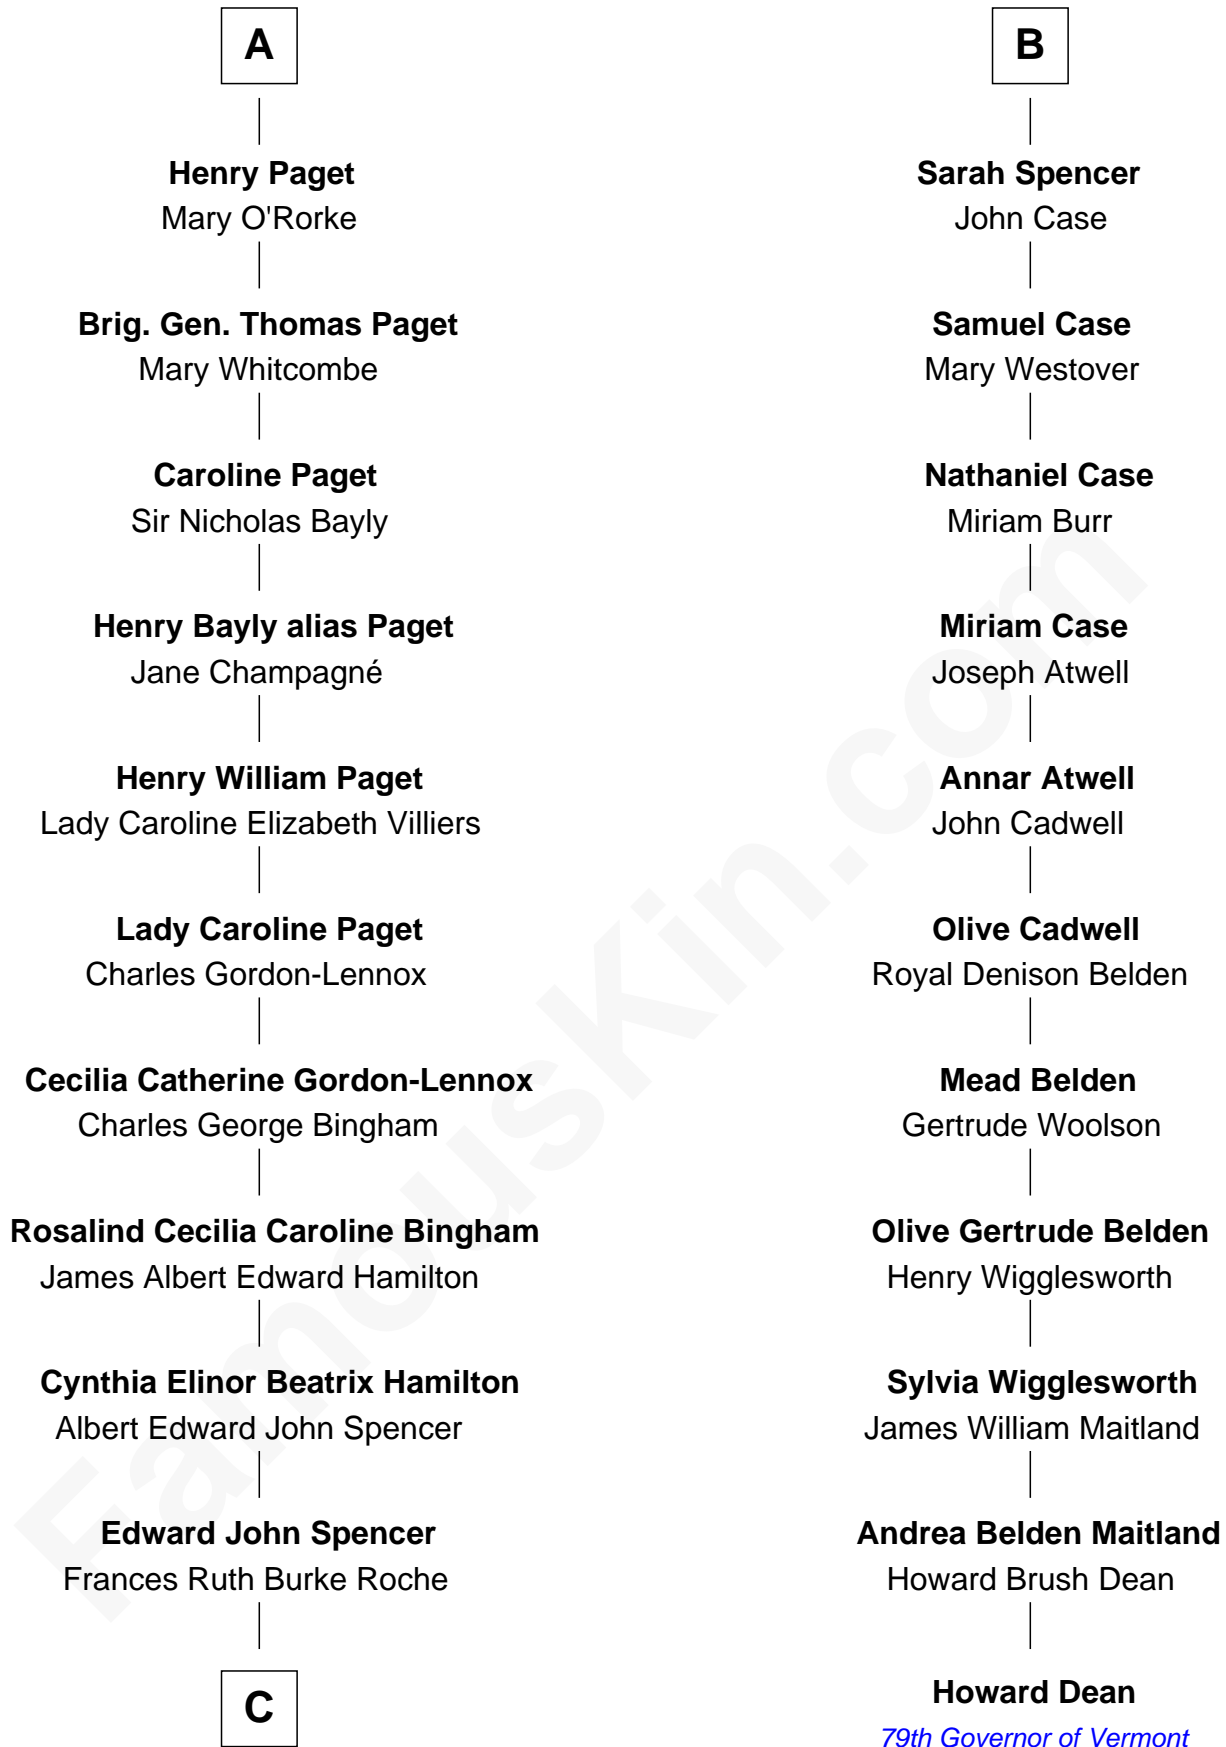 A
Henry Paget
Mary O'Rorke
Brig. Gen. Thomas Paget
Mary Whitcombe
Caroline Paget
Sir Nicholas Bayly
Henry Bayly alias Paget
Jane Champagné
Henry William Paget
Lady Caroline Elizabeth Villiers
Lady Caroline Paget
Charles Gordon-Lennox
Cecilia Catherine Gordon-Lennox
Charles George Bingham
Rosalind Cecilia Caroline Bingham
James Albert Edward Hamilton
Cynthia Elinor Beatrix Hamilton
Albert Edward John Spencer
Edward John Spencer
Frances Ruth Burke Roche
C
B
Sarah Spencer
John Case
Samuel Case
Mary Westover
Nathaniel Case
Miriam Burr
Miriam Case
Joseph Atwell
Annar Atwell
John Cadwell
Olive Cadwell
Royal Denison Belden
Mead Belden
Gertrude Woolson
Olive Gertrude Belden
Henry Wigglesworth
Sylvia Wigglesworth
James William Maitland
Andrea Belden Maitland
Howard Brush Dean
Howard Dean
79th Governor of Vermont
FamousKin.com